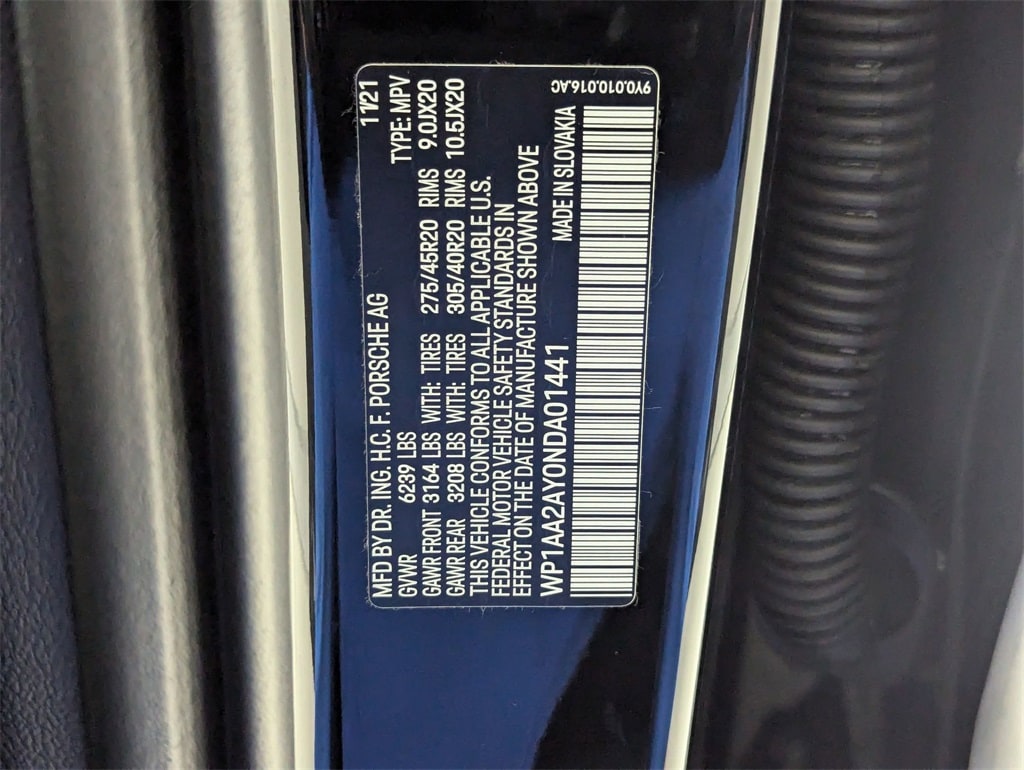 11/21
MFD BY DR. ING. H.C. F. PORSCHE AG
GVWR 6239 LBS TYPE: MPV
GAWR FRONT 3164 LBS WITH: TIRES 275/45R20 RIMS 9.0JX20
GAWR REAR 3208 LBS WITH: TIRES 305/40R20 RIMS 10.5JX20
THIS VEHICLE CONFORMS TO ALL APPLICABLE U.S.
FEDERAL MOTOR VEHICLE SAFETY STANDARDS IN
EFFECT ON THE DATE OF MANUFACTURE SHOWN ABOVE
WP1AA2AY0NDA01441
MADE IN SLOVAKIA
9Y0.010.016.AC